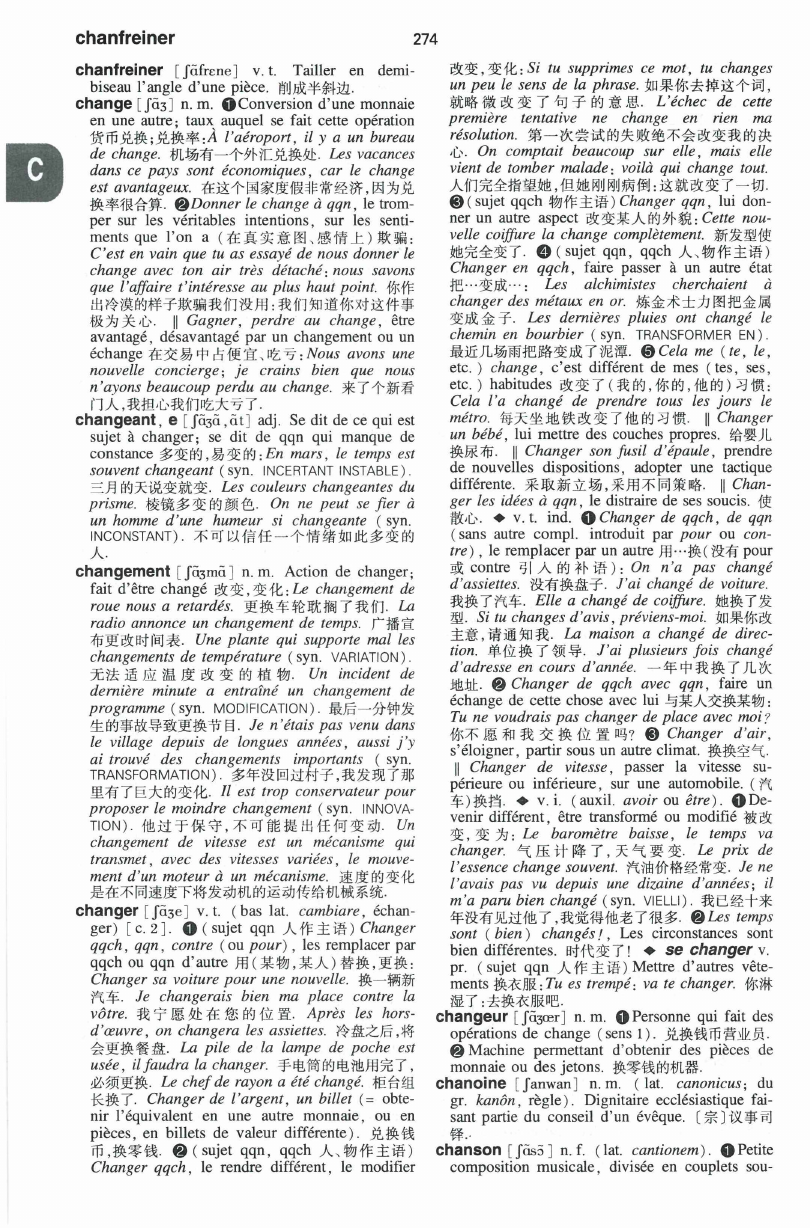 chanfreiner
274
C
chanfreiner [ʃɑ̃frɛne] v. t. Tailler en demi-
biseau l'angle d'une pièce. 削成半斜边.
change [ʃɑ̃ʒ] n. m. ❶Conversion d'une monnaie
en une autre; taux auquel se fait cette opération
货币兑换;兑换率:À l'aéroport, il y a un bureau
de change. 机场有一个外汇兑换处. Les vacances
dans ce pays sont économiques, car le change
est avantageux. 在这个国家度假非常经济,因为兑
换率很合算. ❷Donner le change à qqn, le trom-
per sur les véritables intentions, sur les senti-
ments que l'on a (在真实意图、感情上)欺骗:
C'est en vain que tu as essayé de nous donner le
change avec ton air très détaché: nous savons
que l'affaire t'intéresse au plus haut point. 你作
出冷漠的样子欺骗我们没用:我们知道你对这件事
极为关心. ‖ Gagner, perdre au change, être
avantagé, désavantagé par un changement ou un
échange 在交易中占便宜、吃亏:Nous avons une
nouvelle concierge; je crains bien que nous
n'ayons beaucoup perdu au change. 来了个新看
门人,我担心我们吃大亏了.
changeant, e [ʃɑ̃ʒɑ̃,ɑ̃t] adj. Se dit de ce qui est
sujet à changer; se dit de qqn qui manque de
constance 多变的,易变的:En mars, le temps est
souvent changeant (syn. INCERTANT INSTABLE).
三月的天说变就变. Les couleurs changeantes du
prisme. 棱镜多变的颜色. On ne peut se fier à
un homme d'une humeur si changeante (syn.
INCONSTANT). 不可以信任一个情绪如此多变的
人.
changement [ʃɑ̃ʒmɑ̃] n. m. Action de changer;
fait d'être changé 改变,变化:Le changement de
roue nous a retardés. 更换车轮耽搁了我们. La
radio annonce un changement de temps. 广播宣
布更改时间表. Une plante qui supporte mal les
changements de température (syn. VARIATION).
无法适应温度改变的植物. Un incident de
dernière minute a entraîné un changement de
programme (syn. MODIFICATION). 最后一分钟发
生的事故导致更换节目. Je n'étais pas venu dans
le village depuis de longues années, aussi j'y
ai trouvé des changements importants (syn.
TRANSFORMATION). 多年没回过村子,我发现了那
里有了巨大的变化. Il est trop conservateur pour
proposer le moindre changement (syn. INNOVA-
TION). 他过于保守,不可能提出任何变动. Un
changement de vitesse est un mécanisme qui
transmet, avec des vitesses variées, le mouve-
ment d'un moteur à un mécanisme. 速度的变化
是在不同速度下将发动机的运动传给机械系统.
changer [ʃɑ̃ʒe] v. t. (bas lat. cambiare, échan-
ger) [c. 2]. ❶(sujet qqn 人作主语) Changer
qqch, qqn, contre (ou pour), les remplacer par
qqch ou qqn d'autre 用(某物,某人)替换,更换:
Changer sa voiture pour une nouvelle. 换一辆新
汽车. Je changerais bien ma place contre la
vôtre. 我宁愿处在您的位置. Après les hors-
d'œuvre, on changera les assiettes. 冷盘之后,将
会更换餐盘. La pile de la lampe de poche est
usée, il faudra la changer. 手电筒的电池用完了,
必须更换. Le chef de rayon a été changé. 柜台组
长换了. Changer de l'argent, un billet (= obte-
nir l'équivalent en une autre monnaie, ou en
pièces, en billets de valeur différente). 兑换钱
币,换零钱. ❷(sujet qqn, qqch 人、物作主语)
Changer qqch, le rendre différent, le modifier
改变,变化:Si tu supprimes ce mot, tu changes
un peu le sens de la phrase. 如果你去掉这个词,
就略微改变了句子的意思. L'échec de cette
première tentative ne change en rien ma
résolution. 第一次尝试的失败绝不会改变我的决
心. On comptait beaucoup sur elle, mais elle
vient de tomber malade: voilà qui change tout.
人们完全指望她,但她刚刚病倒:这就改变了一切.
❸(sujet qqch 物作主语) Changer qqn, lui don-
ner un autre aspect 改变某人的外貌:Cette nou-
velle coiffure la change complètement. 新发型使
她完全变了. ❹(sujet qqn, qqch 人、物作主语)
Changer en qqch, faire passer à un autre état
把…变成…: Les alchimistes cherchaient à
changer des métaux en or. 炼金术士力图把金属
变成金子. Les dernières pluies ont changé le
chemin en bourbier (syn. TRANSFORMER EN).
最近几场雨把路变成了泥潭. ❺Cela me (te, le,
etc.) change, c'est différent de mes (tes, ses,
etc.) habitudes 改变了(我的,你的,他的)习惯:
Cela l'a changé de prendre tous les jours le
métro. 每天坐地铁改变了他的习惯. ‖ Changer
un bébé, lui mettre des couches propres. 给婴儿
换尿布. ‖ Changer son fusil d'épaule, prendre
de nouvelles dispositions, adopter une tactique
différente. 采取新立场,采用不同策略. ‖ Chan-
ger les idées à qqn, le distraire de ses soucis. 使
散心. ◆ v. t. ind. ❶Changer de qqch, de qqn
(sans autre compl. introduit par pour ou con-
tre), le remplacer par un autre 用…换(没有 pour
或 contre 引人的补语): On n'a pas changé
d'assiettes. 没有换盘子. J'ai changé de voiture.
我换了汽车. Elle a changé de coiffure. 她换了发
型. Si tu changes d'avis, préviens-moi. 如果你改
主意,请通知我. La maison a changé de direc-
tion. 单位换了领导. J'ai plusieurs fois changé
d'adresse en cours d'année. 一年中我换了几次
地址. ❷ Changer de qqch avec qqn, faire un
échange de cette chose avec lui 与某人交换某物:
Tu ne voudrais pas changer de place avec moi?
你不愿和我交换位置吗? ❸ Changer d'air,
s'éloigner, partir sous un autre climat. 换换空气.
‖ Changer de vitesse, passer la vitesse su-
périeure ou inférieure, sur une automobile. (汽
车)换挡. ◆ v. i. (auxil. avoir ou être). ❶De-
venir différent, être transformé ou modifié 被改
变,变为: Le baromètre baisse, le temps va
changer. 气压计降了,天气要变. Le prix de
l'essence change souvent. 汽油价格经常变. Je ne
l'avais pas vu depuis une dizaine d'années; il
m'a paru bien changé (syn. VIELLI). 我已经十来
年没有见过他了,我觉得他老了很多. ❷Les temps
sont (bien) changés!, Les circonstances sont
bien différentes. 时代变了! ◆ se changer v.
pr. (sujet qqn 人作主语) Mettre d'autres vête-
ments 换衣服:Tu es trempé: va te changer. 你淋
湿了:去换衣服吧.
changeur [ʃɑ̃ʒœr] n. m. ❶Personne qui fait des
opérations de change (sens 1). 兑换钱币营业员.
❷Machine permettant d'obtenir des pièces de
monnaie ou des jetons. 换零钱的机器.
chanoine [ʃanwan] n. m. (lat. canonicus; du
gr. kanôn, règle). Dignitaire ecclésiastique fai-
sant partie du conseil d'un évêque. 〔宗〕议事司
铎.
chanson [ʃɑ̃sɔ̃] n. f. (lat. cantionem). ❶Petite
composition musicale, divisée en couplets sou-